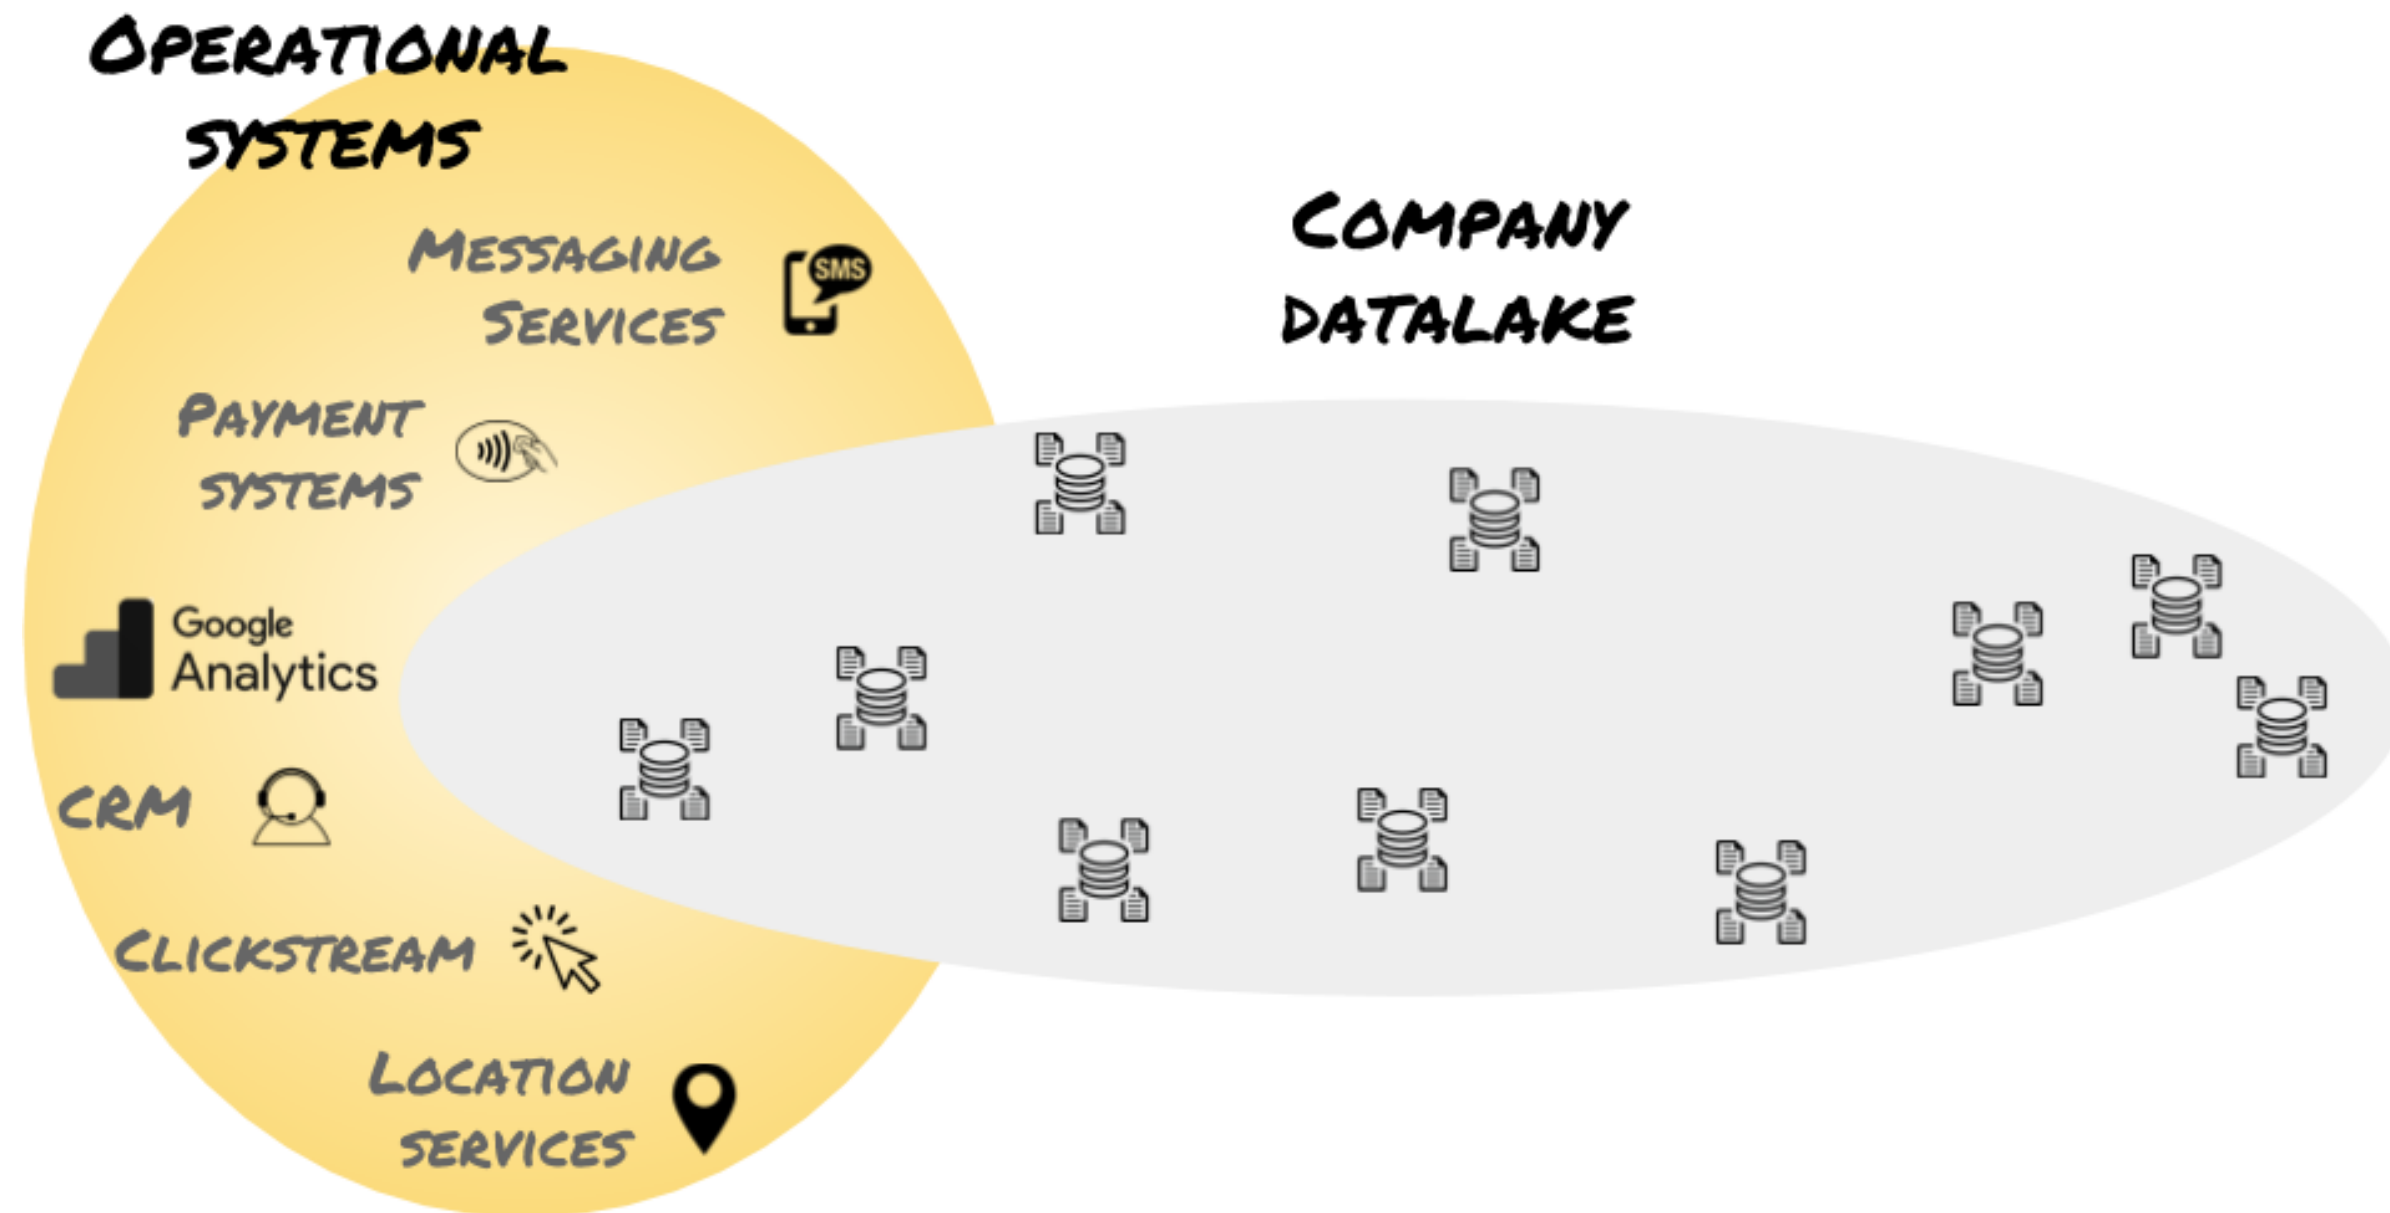 OPERATIONAL
SYSTEMS
MESSAGING
SERVICES
SMS
COMPANY
DATALAKE
PAYMENT
SYSTEMS
Google
Analytics
CRM
CLICKSTREAM
LOCATION
SERVICES